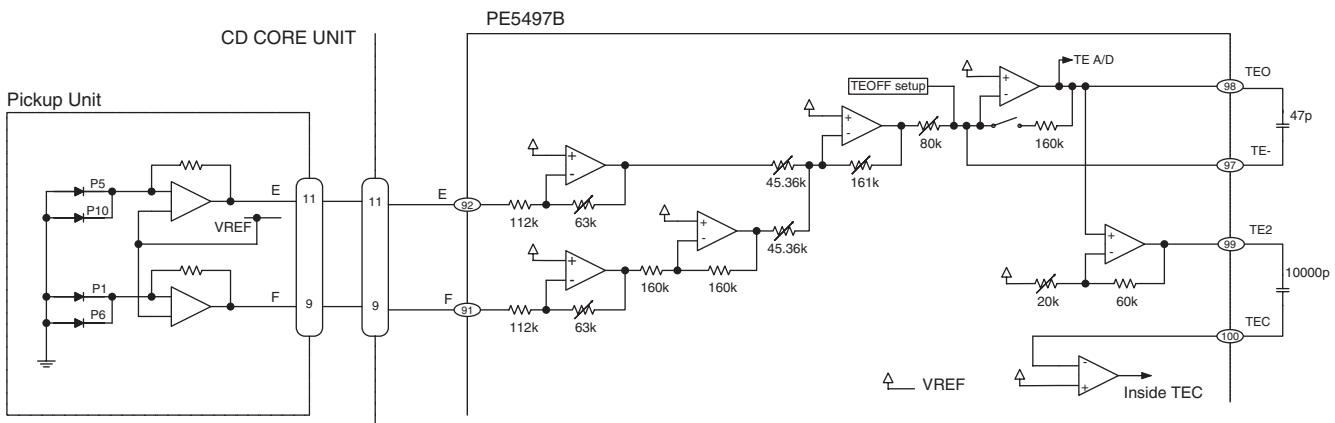 PE5497B
CD CORE UNIT
Pickup Unit
TE A/D
TEO
TEOFF setup
98
47p
80k
160k
TE-
97
P5
P10
E
11
11
E
92
112k
63k
45.36k
161k
VREF
45.36k
TE2
99
P1
P6
F
9
9
F
91
112k
63k
160k
160k
20k
60k
10000p
TEC
100
VREF
Inside TEC
+
-
+
-
+
-
+
-
+
-
+
-
-
+